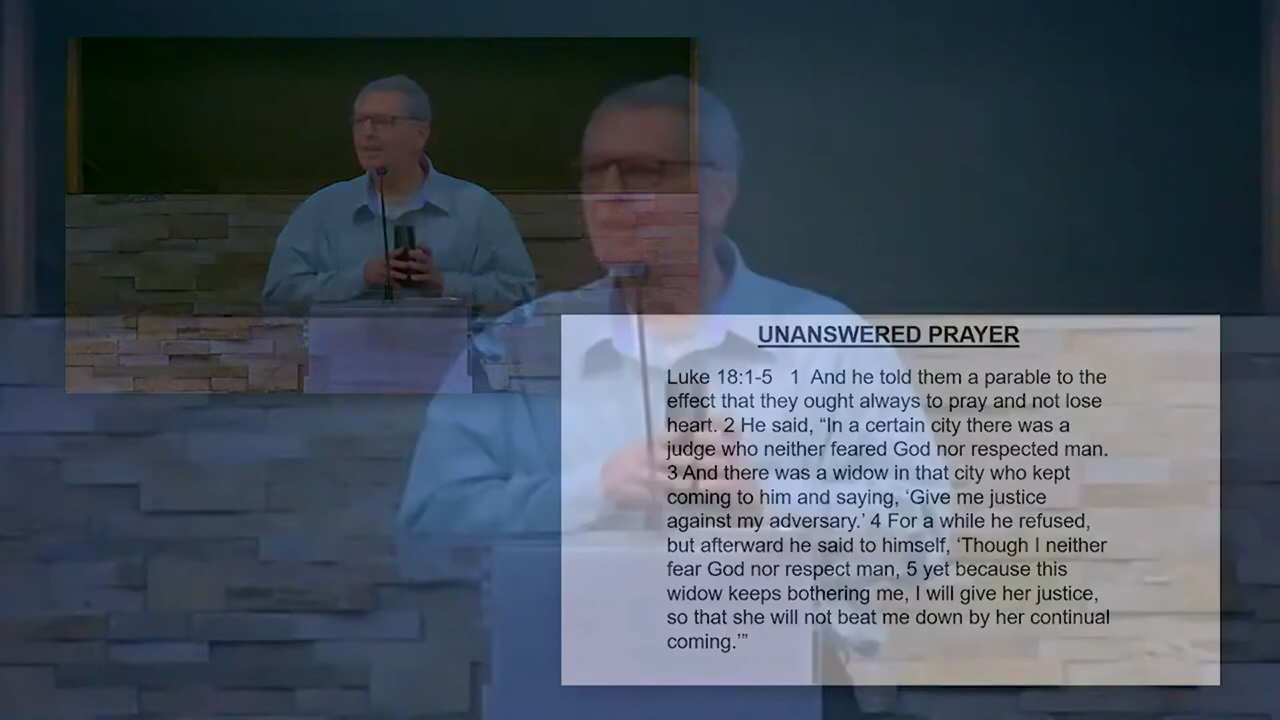 UNANSWERED PRAYER
Luke 18:1-5 1 And he told them a parable to the
effect that they ought always to pray and not lose
heart. 2 He said, “In a certain city there was a
judge who neither feared God nor respected man.
3 And there was a widow in that city who kept
coming to him and saying, ‘Give me justice
against my adversary.’ 4 For a while he refused,
but afterward he said to himself, ‘Though I neither
fear God nor respect man, 5 yet because this
widow keeps bothering me, I will give her justice,
so that she will not beat me down by her continual
coming.’”